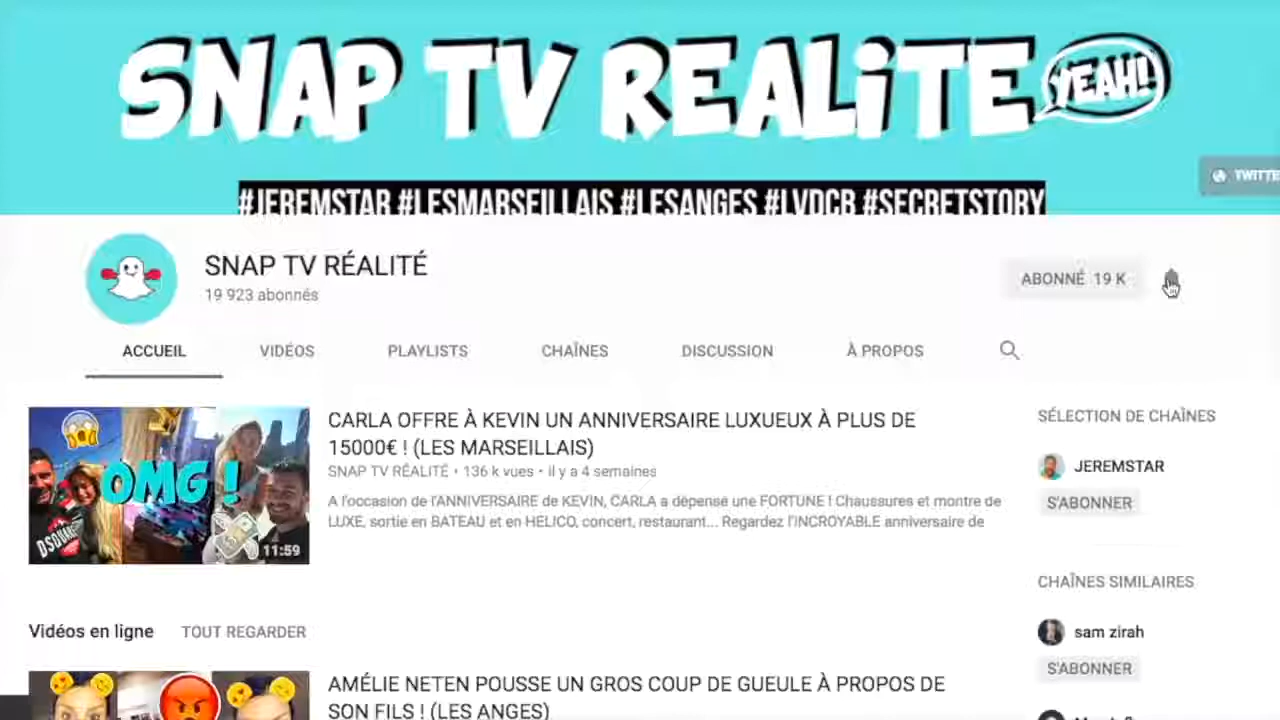 SNAP TV REALiTE YEAH!
TWITTE
#JEREMSTAR #LESMARSEILLAIS #LESANGES #LVDCB #SECRETSTORY
SNAP TV RÉALITÉ
19 923 abonnés
ABONNÉ 19 K
ACCUEIL VIDÉOS PLAYLISTS CHAÎNES DISCUSSION À PROPOS
CARLA OFFRE À KEVIN UN ANNIVERSAIRE LUXUEUX À PLUS DE
15000€ ! (LES MARSEILLAIS)
SNAP TV RÉALITÉ • 136 k vues • il y a 4 semaines
A l'occasion de l'ANNIVERSAIRE de KEVIN, CARLA a dépensé une FORTUNE ! Chaussures et montre de
LUXE, sortie en BATEAU et en HELICO, concert, restaurant... Regardez l'INCROYABLE anniversaire de
OMG !
11:59
SÉLECTION DE CHAÎNES
JEREMSTAR
S'ABONNER
CHAÎNES SIMILAIRES
sam zirah
S'ABONNER
Vidéos en ligne TOUT REGARDER
AMÉLIE NETEN POUSSE UN GROS COUP DE GUEULE À PROPOS DE
SON FILS ! (LES ANGES)